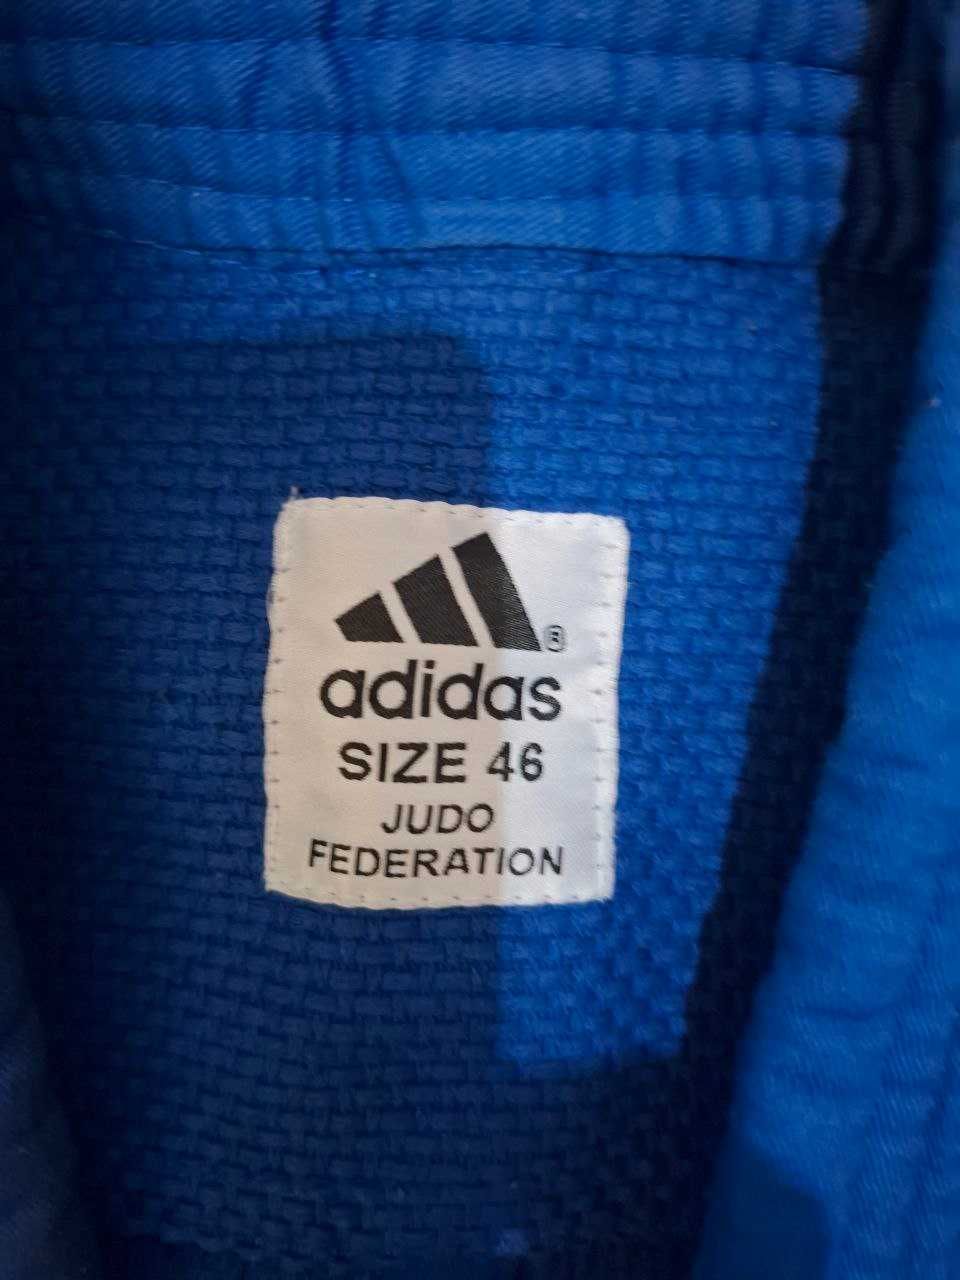 ®
adidas
SIZE 46
JUDO
FEDERATION